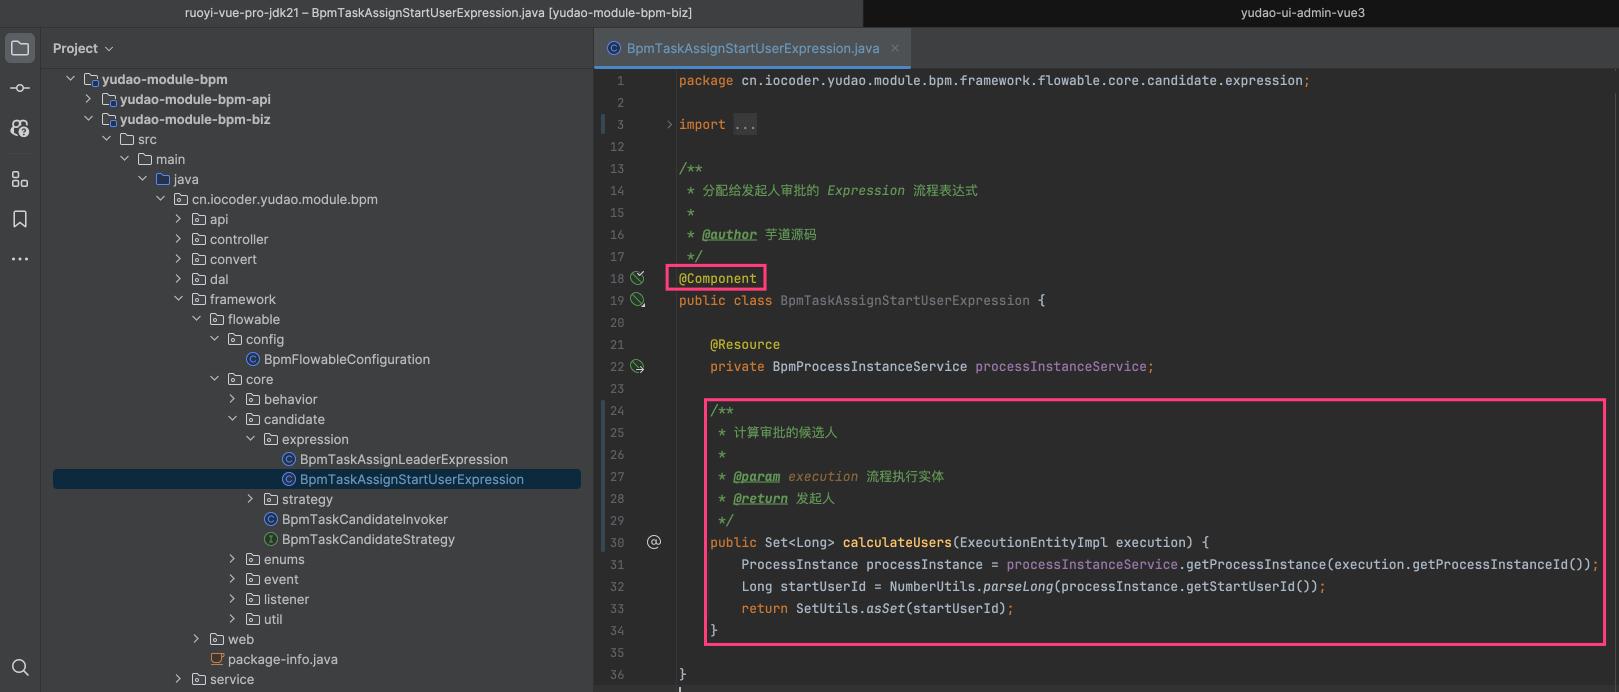 ruoyi-vue-pro-jdk21 – BpmTaskAssignStartUserExpression.java [yudao-module-bpm-biz]
yudao-ui-admin-vue3
Project
yudao-module-bpm
yudao-module-bpm-api
yudao-module-bpm-biz
src
main
java
cn.iocoder.yudao.module.bpm
api
controller
convert
dal
framework
flowable
config
BpmFlowableConfiguration
core
behavior
candidate
expression
BpmTaskAssignLeaderExpression
BpmTaskAssignStartUserExpression
strategy
BpmTaskCandidateInvoker
BpmTaskCandidateStrategy
enums
event
listener
util
web
package-info.java
service
BpmTaskAssignStartUserExpression.java
1 package cn.iocoder.yudao.module.bpm.framework.flowable.core.candidate.expression;
2
3 import ...
12
13 /**
14 * 分配给发起人审批的 Expression 流程表达式
15 *
16 * @author 芋道源码
17 */
18 @Component
19 public class BpmTaskAssignStartUserExpression {
20
21 @Resource
22 private BpmProcessInstanceService processInstanceService;
23
24 /**
25 * 计算审批的候选人
26 *
27 * @param execution 流程执行实体
28 * @return 发起人
29 */
30 public Set<Long> calculateUsers(ExecutionEntityImpl execution) {
31 ProcessInstance processInstance = processInstanceService.getProcessInstance(execution.getProcessInstanceId());
32 Long startUserId = NumberUtils.parseLong(processInstance.getStartUserId());
33 return SetUtils.asSet(startUserId);
34 }
35
36 }